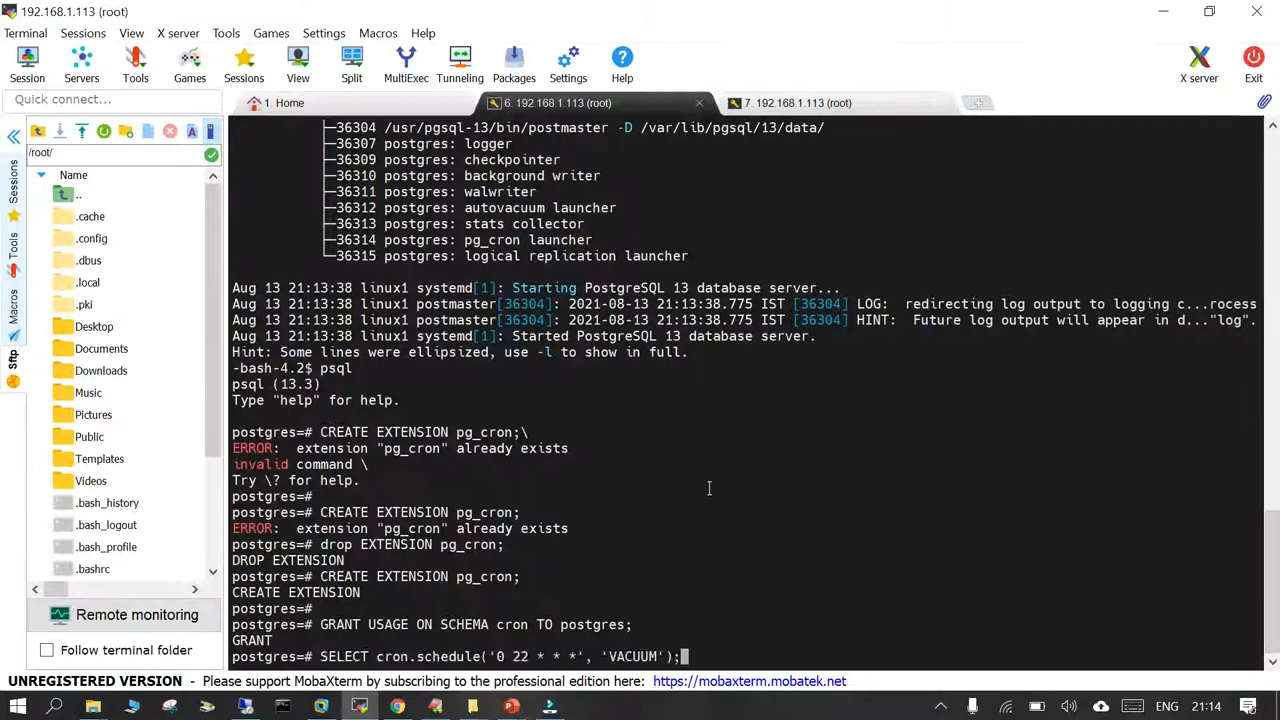 192.168.1.113 (root)
Terminal Sessions View X server Tools Games Settings Macros Help
Session Servers Tools Games Sessions View Split MultiExec Tunneling Packages Settings Help X server Exit
Quick connect...
1. Home
6. 192.168.1.113 (root)
7. 192.168.1.113 (root)
Sessions
Tools
Macros
Sftp
/root/
Name
..
.cache
.config
.dbus
.local
.pki
Desktop
Documents
Downloads
Music
Pictures
Public
Templates
Videos
.bash_history
.bash_logout
.bash_profile
.bashrc
Remote monitoring
Follow terminal folder
├─36304 /usr/pgsql-13/bin/postmaster -D /var/lib/pgsql/13/data/
├─36307 postgres: logger
├─36309 postgres: checkpointer
├─36310 postgres: background writer
├─36311 postgres: walwriter
├─36312 postgres: autovacuum launcher
├─36313 postgres: stats collector
├─36314 postgres: pg_cron launcher
└─36315 postgres: logical replication launcher
Aug 13 21:13:38 linux1 systemd[1]: Starting PostgreSQL 13 database server...
Aug 13 21:13:38 linux1 postmaster[36304]: 2021-08-13 21:13:38.775 IST [36304] LOG:  redirecting log output to logging c...rocess
Aug 13 21:13:38 linux1 postmaster[36304]: 2021-08-13 21:13:38.775 IST [36304] HINT:  Future log output will appear in d..."log".
Aug 13 21:13:38 linux1 systemd[1]: Started PostgreSQL 13 database server.
Hint: Some lines were ellipsized, use -l to show in full.
-bash-4.2$ psql
psql (13.3)
Type "help" for help.
postgres=# CREATE EXTENSION pg_cron;\
ERROR:  extension "pg_cron" already exists
invalid command \
Try \? for help.
postgres=#
postgres=# CREATE EXTENSION pg_cron;
ERROR:  extension "pg_cron" already exists
postgres=# drop EXTENSION pg_cron;
DROP EXTENSION
postgres=# CREATE EXTENSION pg_cron;
CREATE EXTENSION
postgres=#
postgres=# GRANT USAGE ON SCHEMA cron TO postgres;
GRANT
postgres=# SELECT cron.schedule('0 22 * * *', 'VACUUM');
UNREGISTERED VERSION - Please support MobaXterm by subscribing to the professional edition here: https://mobaxterm.mobatek.net
ENG 21:14